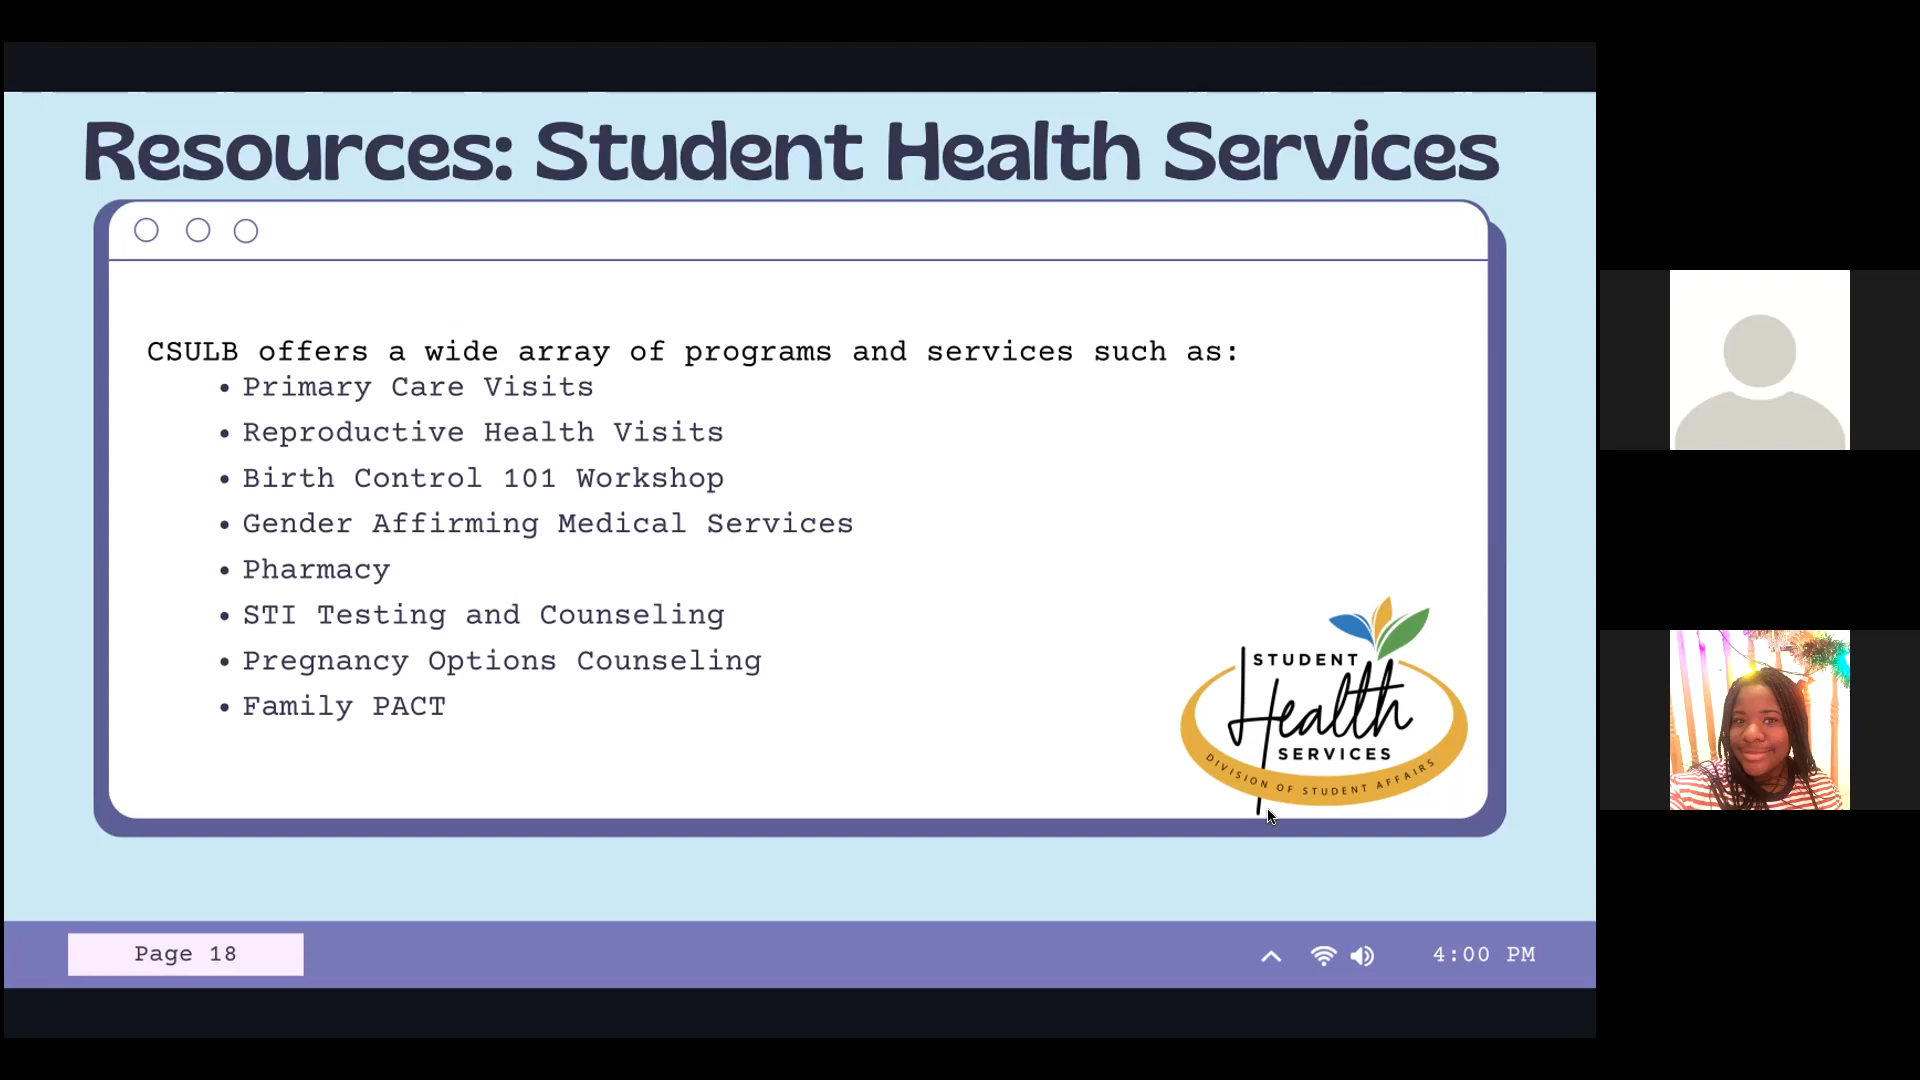 Resources: Student Health Services
CSULB offers a wide array of programs and services such as:
• Primary Care Visits
• Reproductive Health Visits
• Birth Control 101 Workshop
• Gender Affirming Medical Services
• Pharmacy
• STI Testing and Counseling
• Pregnancy Options Counseling
• Family PACT
STUDENT
Health
SERVICES
DIVISION OF STUDENT AFFAIRS
Page 18
4:00 PM